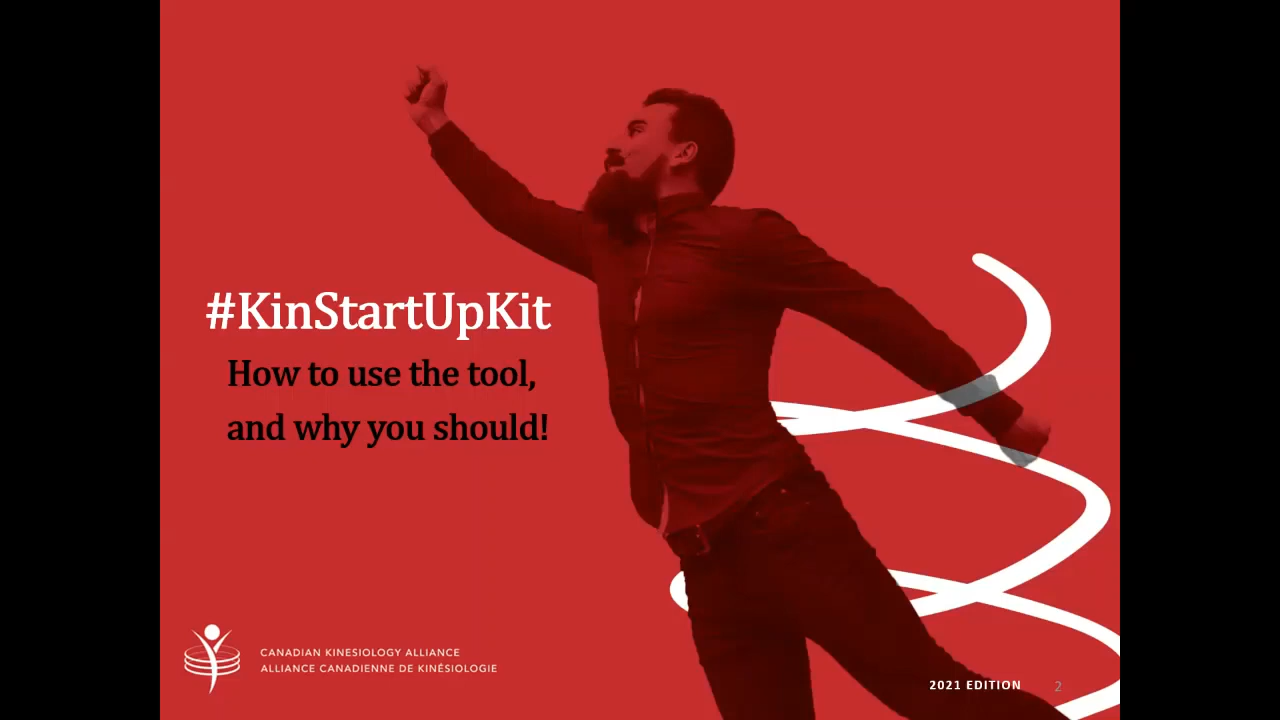 #KinStartUpKit
How to use the tool,
and why you should!
CANADIAN KINESIOLOGY ALLIANCE
ALLIANCE CANADIENNE DE KINÉSIOLOGIE
2021 EDITION 2